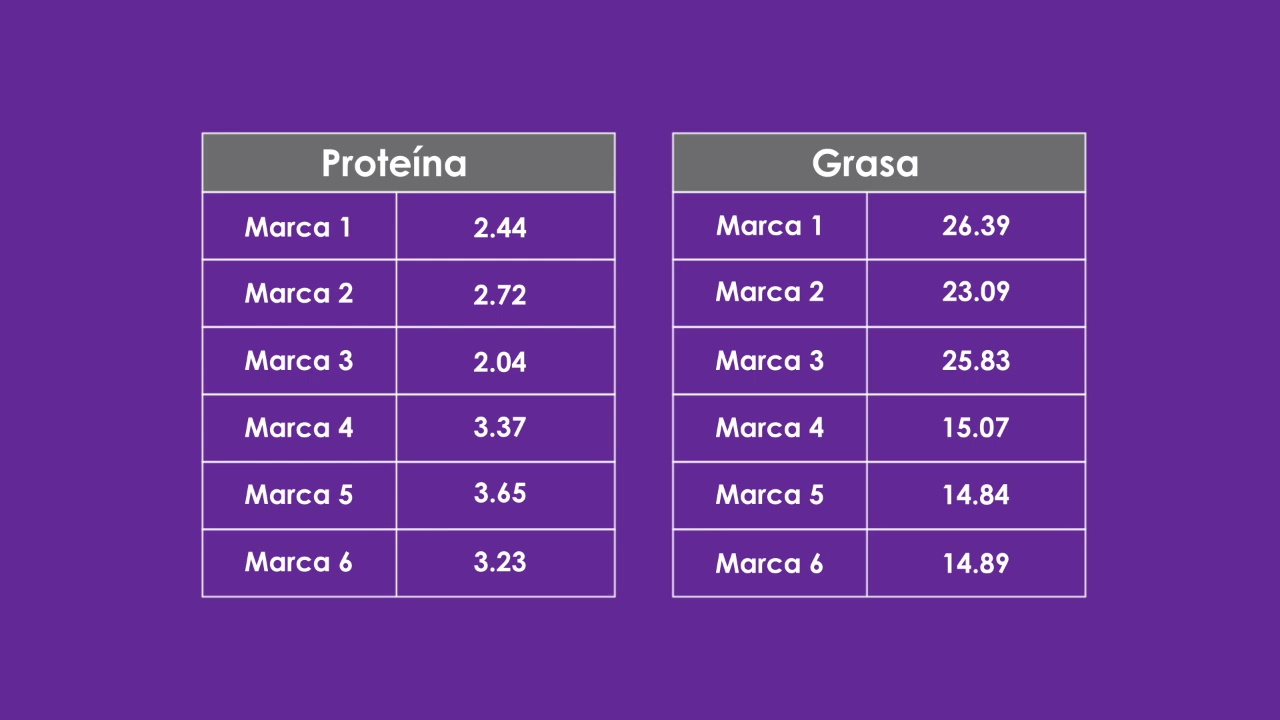 Proteína
Marca 1 2.44
Marca 2 2.72
Marca 3 2.04
Marca 4 3.37
Marca 5 3.65
Marca 6 3.23
Grasa
Marca 1 26.39
Marca 2 23.09
Marca 3 25.83
Marca 4 15.07
Marca 5 14.84
Marca 6 14.89